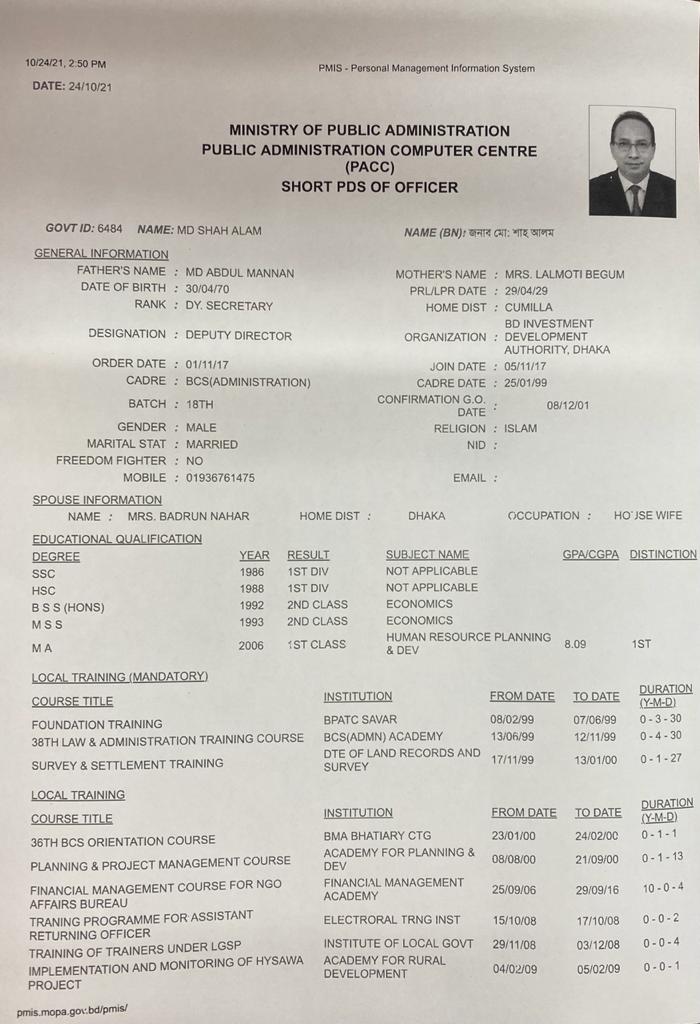 10/24/21, 2:50 PM PMIS - Personal Management Information System
DATE: 24/10/21
MINISTRY OF PUBLIC ADMINISTRATION
PUBLIC ADMINISTRATION COMPUTER CENTRE
(PACC)
SHORT PDS OF OFFICER
GOVT ID: 6484 NAME: MD SHAH ALAM NAME (BN): জনাব মো: শাহ আলম
GENERAL INFORMATION
FATHER'S NAME : MD ABDUL MANNAN MOTHER'S NAME : MRS. LALMOTI BEGUM
DATE OF BIRTH : 30/04/70 PRL/LPR DATE : 29/04/29
RANK : DY. SECRETARY HOME DIST : CUMILLA
DESIGNATION : DEPUTY DIRECTOR ORGANIZATION : BD INVESTMENT
DEVELOPMENT
AUTHORITY, DHAKA
ORDER DATE : 01/11/17 JOIN DATE : 05/11/17
CADRE : BCS(ADMINISTRATION) CADRE DATE : 25/01/99
BATCH : 18TH CONFIRMATION G.O.
DATE : 08/12/01
GENDER : MALE RELIGION : ISLAM
MARITAL STAT : MARRIED NID :
FREEDOM FIGHTER : NO
MOBILE : 01936761475 EMAIL :
SPOUSE INFORMATION
NAME : MRS. BADRUN NAHAR HOME DIST : DHAKA OCCUPATION : HOUSE WIFE
EDUCATIONAL QUALIFICATION
DEGREE YEAR RESULT SUBJECT NAME GPA/CGPA DISTINCTION
SSC 1986 1ST DIV NOT APPLICABLE
HSC 1988 1ST DIV NOT APPLICABLE
B S S (HONS) 1992 2ND CLASS ECONOMICS
M S S 1993 2ND CLASS ECONOMICS
M A 2006 1ST CLASS HUMAN RESOURCE PLANNING
& DEV 8.09 1ST
LOCAL TRAINING (MANDATORY)
COURSE TITLE INSTITUTION FROM DATE TO DATE DURATION
(Y-M-D)
FOUNDATION TRAINING BPATC SAVAR 08/02/99 07/06/99 0 - 3 - 30
38TH LAW & ADMINISTRATION TRAINING COURSE BCS(ADMN) ACADEMY 13/06/99 12/11/99 0 - 4 - 30
SURVEY & SETTLEMENT TRAINING DTE OF LAND RECORDS AND
SURVEY 17/11/99 13/01/00 0 - 1 - 27
LOCAL TRAINING
COURSE TITLE INSTITUTION FROM DATE TO DATE DURATION
(Y-M-D)
36TH BCS ORIENTATION COURSE BMA BHATIARY CTG 23/01/00 24/02/00 0 - 1 - 1
PLANNING & PROJECT MANAGEMENT COURSE ACADEMY FOR PLANNING &
DEV 08/08/00 21/09/00 0 - 1 - 13
FINANCIAL MANAGEMENT COURSE FOR NGO
AFFAIRS BUREAU FINANCIAL MANAGEMENT
ACADEMY 25/09/06 29/09/16 10 - 0 - 4
TRANING PROGRAMME FOR ASSISTANT
RETURNING OFFICER ELECTRORAL TRNG INST 15/10/08 17/10/08 0 - 0 - 2
TRAINING OF TRAINERS UNDER LGSP INSTITUTE OF LOCAL GOVT 29/11/08 03/12/08 0 - 0 - 4
IMPLEMENTATION AND MONITORING OF HYSAWA
PROJECT ACADEMY FOR RURAL
DEVELOPMENT 04/02/09 05/02/09 0 - 0 - 1
pmis.mopa.gov.bd/pmis/